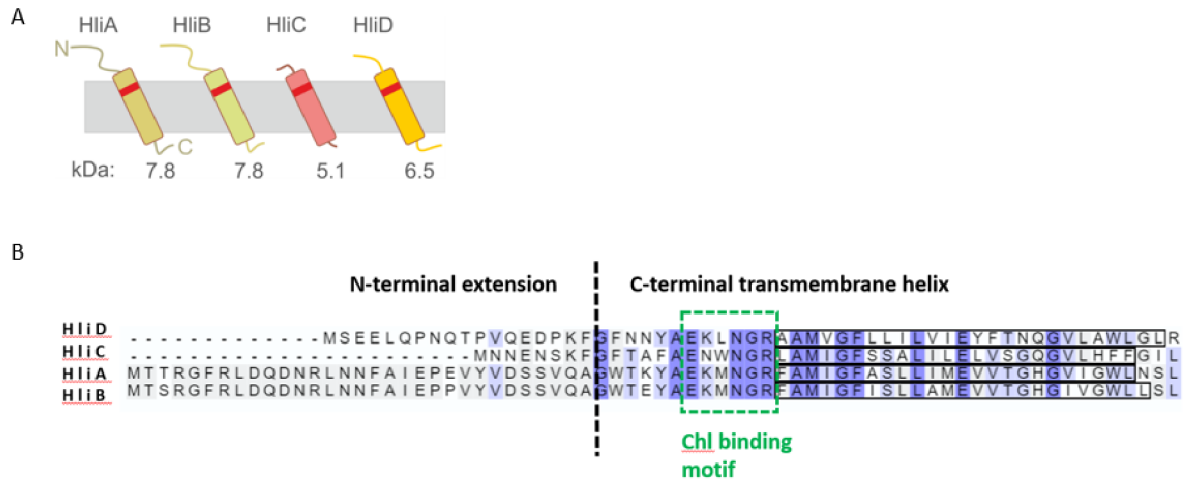 A
HliA HliB HliC HliD
N
C
kDa: 7.8 7.8 5.1 6.5
B
N-terminal extension C-terminal transmembrane helix
HliD - - - - - - - - - - - - - MSEELQPNQTPVQEDPKFGFNNYAEKLNGRAAMVGFLLILVIEYFTNQGVLAWLGLR
HliC - - - - - - - - - - - - - - - - - - - - - - - MNNENSKFGFTAFAENWNGRLAMIGFSSALILELVSGQGVLHFFGIL
HliA MTTRGFRLDQDNRLNNFAIEPEVYVDSSVQAGWTKYAEKMNGRFAMIGFASLLIMEVVTGHGVIGWLNSL
HliB MTSRGFRLDQDNRLNNFAIEPPVYVDSSVQAGWTEYAEKMNGRFAMIGFISLLAMEVVTGHGIVGWLLSL
Chl binding
motif